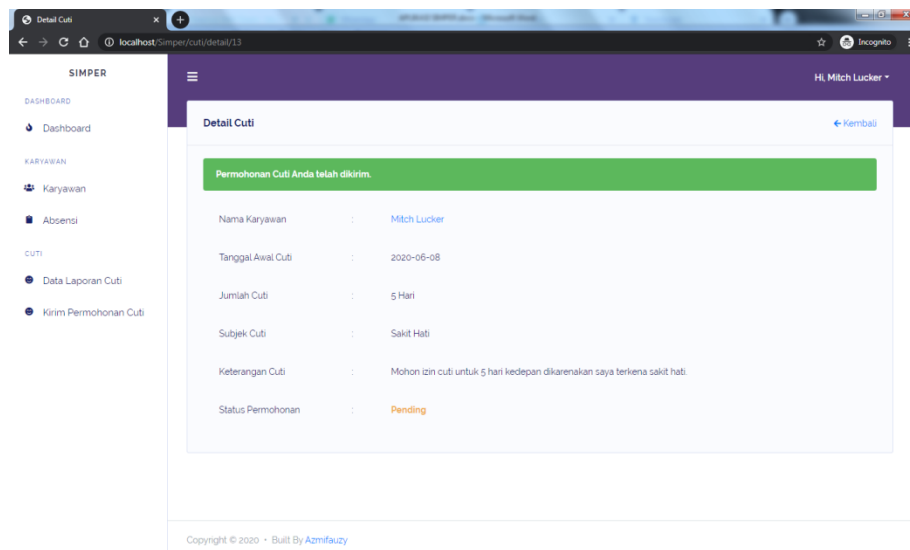 Detail Cuti
localhost/Simper/cuti/detail/13
Incognito
SIMPER
Hi, Mitch Lucker
DASHBOARD
Dashboard
KARYAWAN
Karyawan
Absensi
CUTI
Data Laporan Cuti
Kirim Permohonan Cuti
Detail Cuti
Kembali
Permohonan Cuti Anda telah dikirim.
Nama Karyawan : Mitch Lucker
Tanggal Awal Cuti : 2020-06-08
Jumlah Cuti : 5 Hari
Subjek Cuti : Sakit Hati
Keterangan Cuti : Mohon izin cuti untuk 5 hari kedepan dikarenakan saya terkena sakit hati.
Status Permohonan : Pending
Copyright © 2020 • Built By Azmifauzy